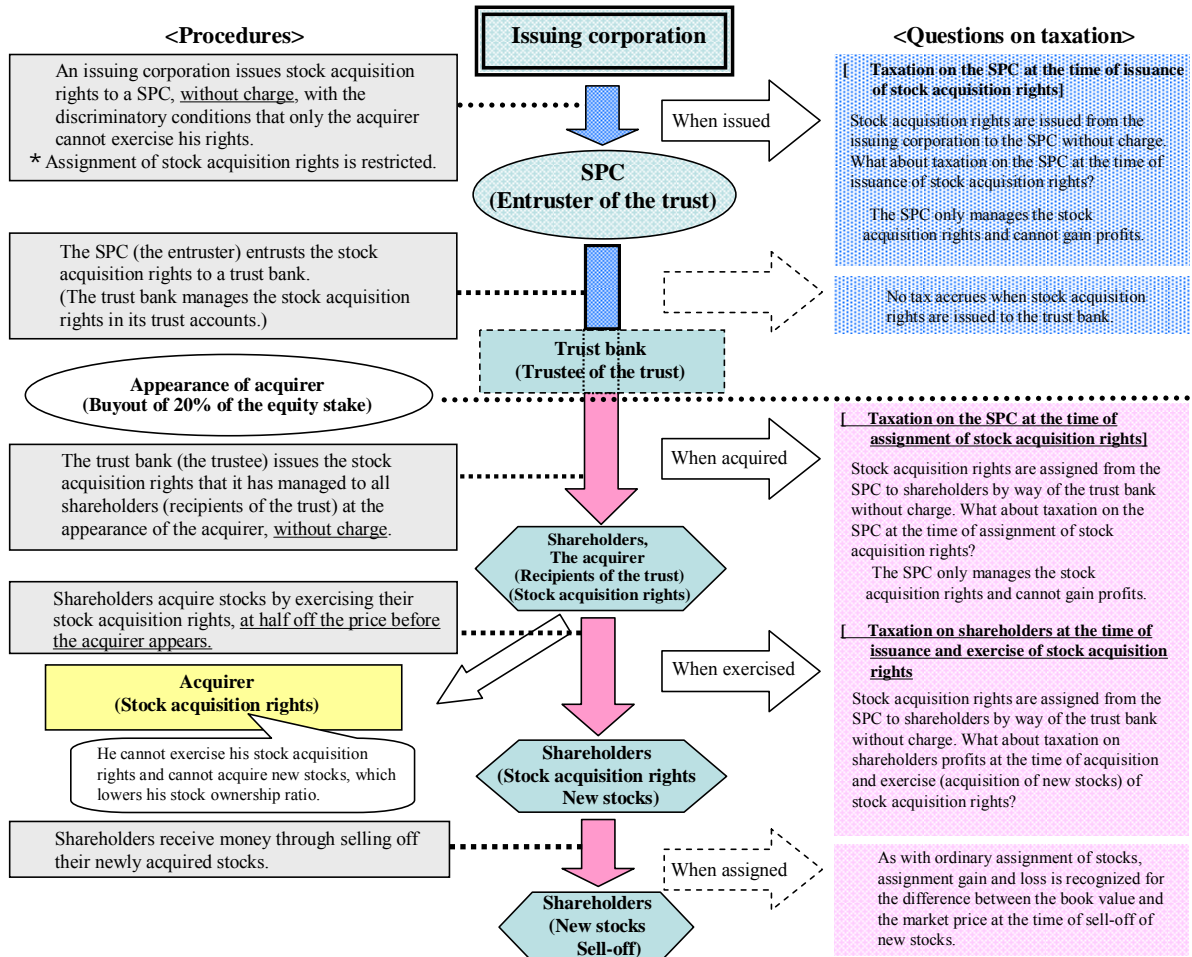 <Procedures>
Issuing corporation
<Questions on taxation>
An issuing corporation issues stock acquisition
rights to a SPC, without charge, with the
discriminatory conditions that only the acquirer
cannot exercise his rights.
* Assignment of stock acquisition rights is restricted.
When issued
[ Taxation on the SPC at the time of issuance
of stock acquisition rights]
Stock acquisition rights are issued from the
issuing corporation to the SPC without charge.
What about taxation on the SPC at the time of
issuance of stock acquisition rights?
The SPC only manages the stock
acquisition rights and cannot gain profits.
SPC
(Entruster of the trust)
The SPC (the entruster) entrusts the stock
acquisition rights to a trust bank.
(The trust bank manages the stock acquisition
rights in its trust accounts.)
No tax accrues when stock acquisition
rights are issued to the trust bank.
Trust bank
(Trustee of the trust)
Appearance of acquirer
(Buyout of 20% of the equity stake)
The trust bank (the trustee) issues the stock
acquisition rights that it has managed to all
shareholders (recipients of the trust) at the
appearance of the acquirer, without charge.
When acquired
[ Taxation on the SPC at the time of
assignment of stock acquisition rights]
Stock acquisition rights are assigned from the
SPC to shareholders by way of the trust bank
without charge. What about taxation on the
SPC at the time of assignment of stock
acquisition rights?
The SPC only manages the stock
acquisition rights and cannot gain profits.
Shareholders,
The acquirer
(Recipients of the trust)
(Stock acquisition rights)
Shareholders acquire stocks by exercising their
stock acquisition rights, at half off the price before
the acquirer appears.
When exercised
[ Taxation on shareholders at the time of
issuance and exercise of stock acquisition
rights
Stock acquisition rights are assigned from the
SPC to shareholders by way of the trust bank
without charge. What about taxation on
shareholders profits at the time of acquisition
and exercise (acquisition of new stocks) of
stock acquisition rights?
Acquirer
(Stock acquisition rights)
He cannot exercise his stock acquisition
rights and cannot acquire new stocks, which
lowers his stock ownership ratio.
Shareholders
(Stock acquisition rights
New stocks)
Shareholders receive money through selling off
their newly acquired stocks.
When assigned
As with ordinary assignment of stocks,
assignment gain and loss is recognized for
the difference between the book value and
the market price at the time of sell-off of
new stocks.
Shareholders
(New stocks
Sell-off)